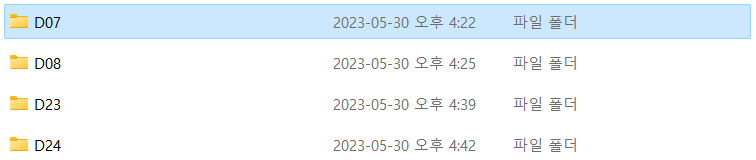 D07 2023-05-30 오후 4:22 파일 폴더
D08 2023-05-30 오후 4:25 파일 폴더
D23 2023-05-30 오후 4:39 파일 폴더
D24 2023-05-30 오후 4:42 파일 폴더